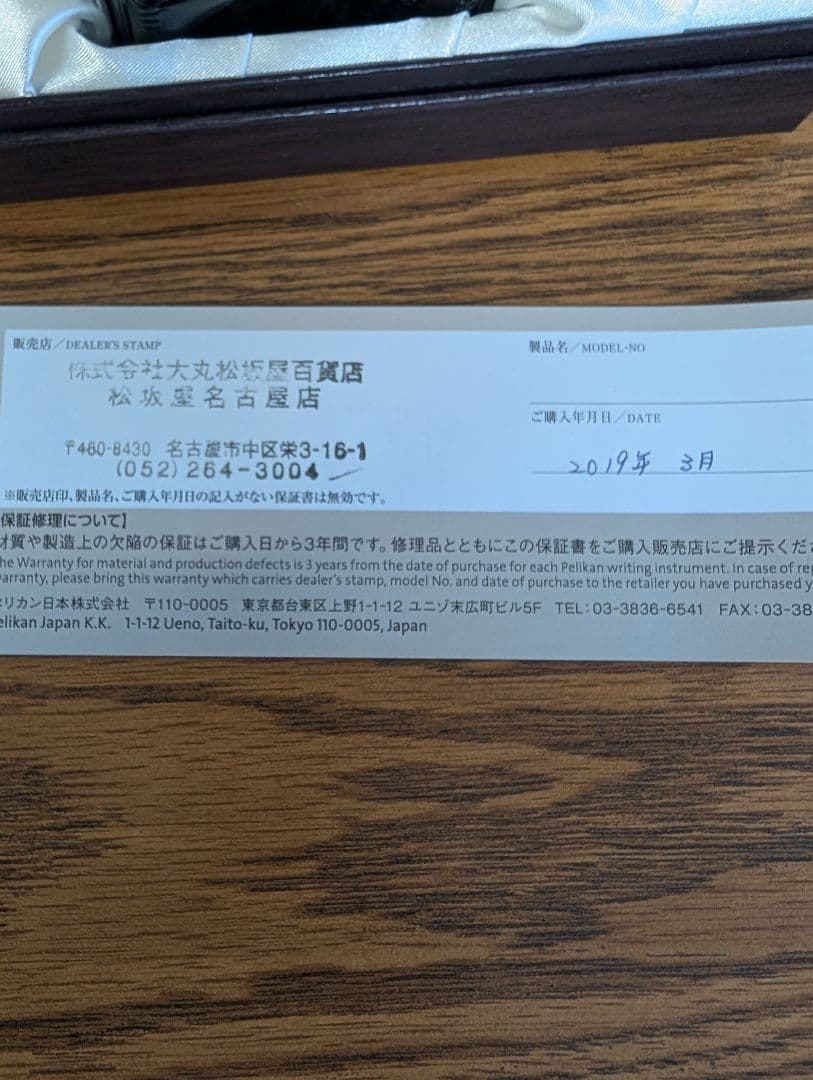 販売店／DEALER'S STAMP
株式会社大丸松坂屋百貨店
松坂屋名古屋店
〒460-8430 名古屋市中区栄3-16-1
(052)264-3004
※販売店印、製品名、ご購入年月日の記入がない保証書は無効です。
製品名／MODEL-NO
ご購入年月日／DATE
2019年 3月
保証修理について】
材質や製造上の欠陥の保証はご購入日から3年間です。修理品とともにこの保証書をご購入販売店にご提示くださ
he Warranty for material and production defects is 3 years from the date of purchase for each Pelikan writing instrument. In case of rep
arranty, please bring this warranty which carries dealer's stamp, model No. and date of purchase to the retailer you have purchased y
ペリカン日本株式会社 〒110-0005 東京都台東区上野1-1-12 ユニゾ末広町ビル5F TEL:03-3836-6541 FAX:03-38
elikan Japan K.K. 1-1-12 Ueno, Taito-ku, Tokyo 110-0005, Japan